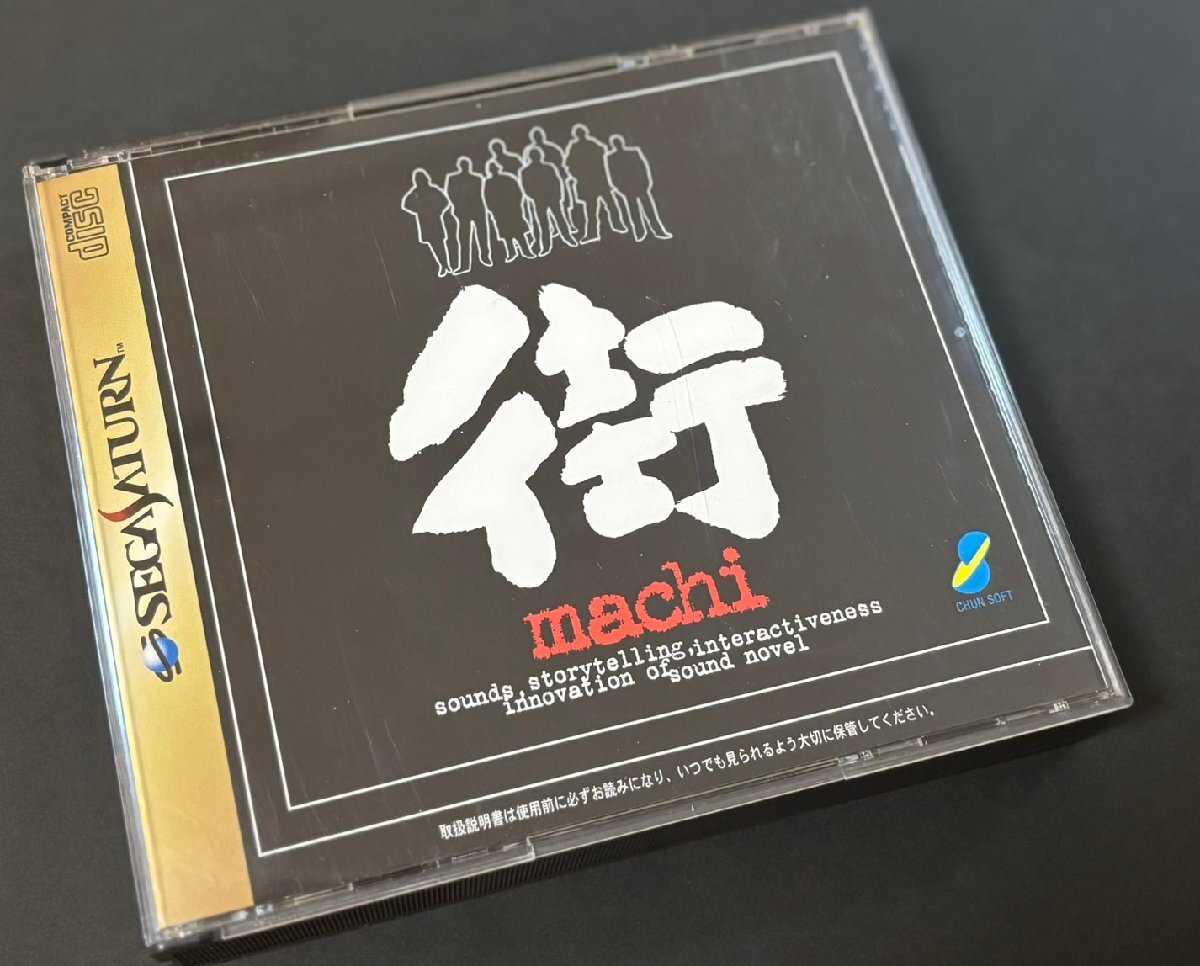 COMPACT
disc
SEGA SATURN™
街
machi
sounds,storytelling,interactiveness
innovation of sound novel
CHUN SOFT
取扱説明書は使用前に必ずお読みになり、いつでも見られるよう大切に保管してください。